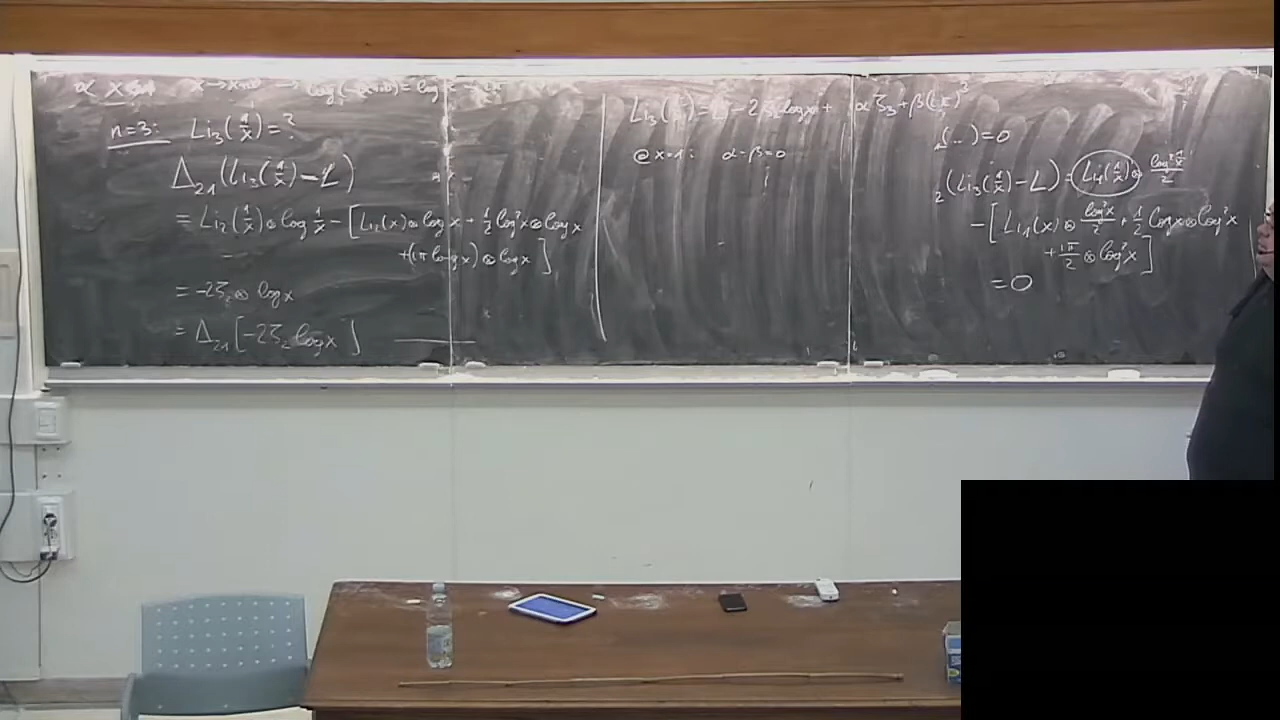 n=3: Li₃(1/x) = ?
Δ₂₁(Li₃(1/x) - L)
= Li₂(1/x) ⊗ log 1/x - [Li₂(x) ⊗ log x + 1/2 log²x ⊗ log x
+ (iπ log x) ⊗ log x]
= -2ζ₂ ⊗ log x
= Δ₂₁[-2ζ₂ log x]
Li₃(1/x) = L - 2ζ₂ log x + α ζ₃ + β(iπ)³
@ x=1: α = β = 0
(...) = 0
₂(Li₃(1/x) - L) = Li₁(1/x) ⊗ log² 1/x / 2
- [Li₁(x) ⊗ log²x/2 + 1/2 log x ⊗ log²x
+ iπ/2 ⊗ log²x]
= 0